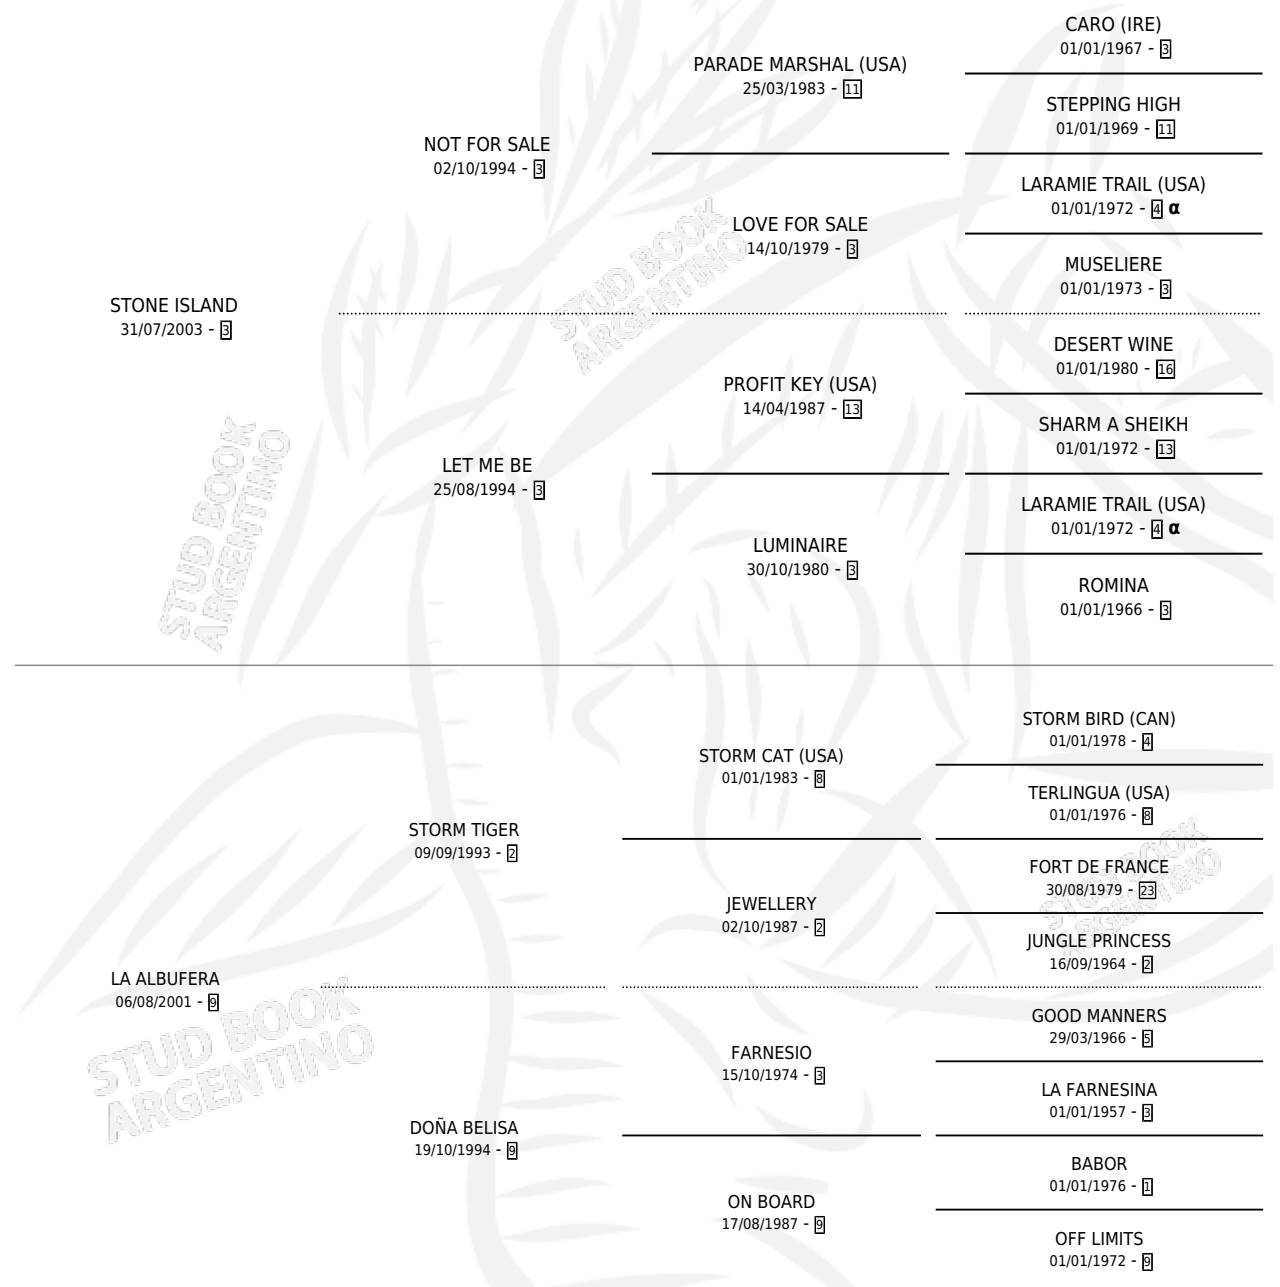 CARO (IRE)
01/01/1967 - 3
PARADE MARSHAL (USA)
25/03/1983 - 11
STEPPING HIGH
01/01/1969 - 11
NOT FOR SALE
02/10/1994 - 3
LARAMIE TRAIL (USA)
01/01/1972 - 4 α
LOVE FOR SALE
14/10/1979 - 3
MUSELIERE
01/01/1973 - 3
STONE ISLAND
31/07/2003 - 3
DESERT WINE
01/01/1980 - 16
PROFIT KEY (USA)
14/04/1987 - 13
SHARM A SHEIKH
01/01/1972 - 13
LET ME BE
25/08/1994 - 3
LARAMIE TRAIL (USA)
01/01/1972 - 4 α
LUMINAIRE
30/10/1980 - 3
ROMINA
01/01/1966 - 3
STUD BOOK
ARGENTINO
STUD BOOK
ARGENTINO
STORM BIRD (CAN)
01/01/1978 - 4
STORM CAT (USA)
01/01/1983 - 8
TERLINGUA (USA)
01/01/1976 - 8
STORM TIGER
09/09/1993 - 2
FORT DE FRANCE
30/08/1979 - 23
JEWELLERY
02/10/1987 - 2
JUNGLE PRINCESS
16/09/1964 - 2
LA ALBUFERA
06/08/2001 - 9
GOOD MANNERS
29/03/1966 - 5
FARNESIO
15/10/1974 - 3
LA FARNESINA
01/01/1957 - 3
DOÑA BELISA
19/10/1994 - 9
BABOR
01/01/1976 - 1
ON BOARD
17/08/1987 - 9
OFF LIMITS
01/01/1972 - 9
STUD BOOK
ARGENTINO
STUD BOOK
ARGENTINO